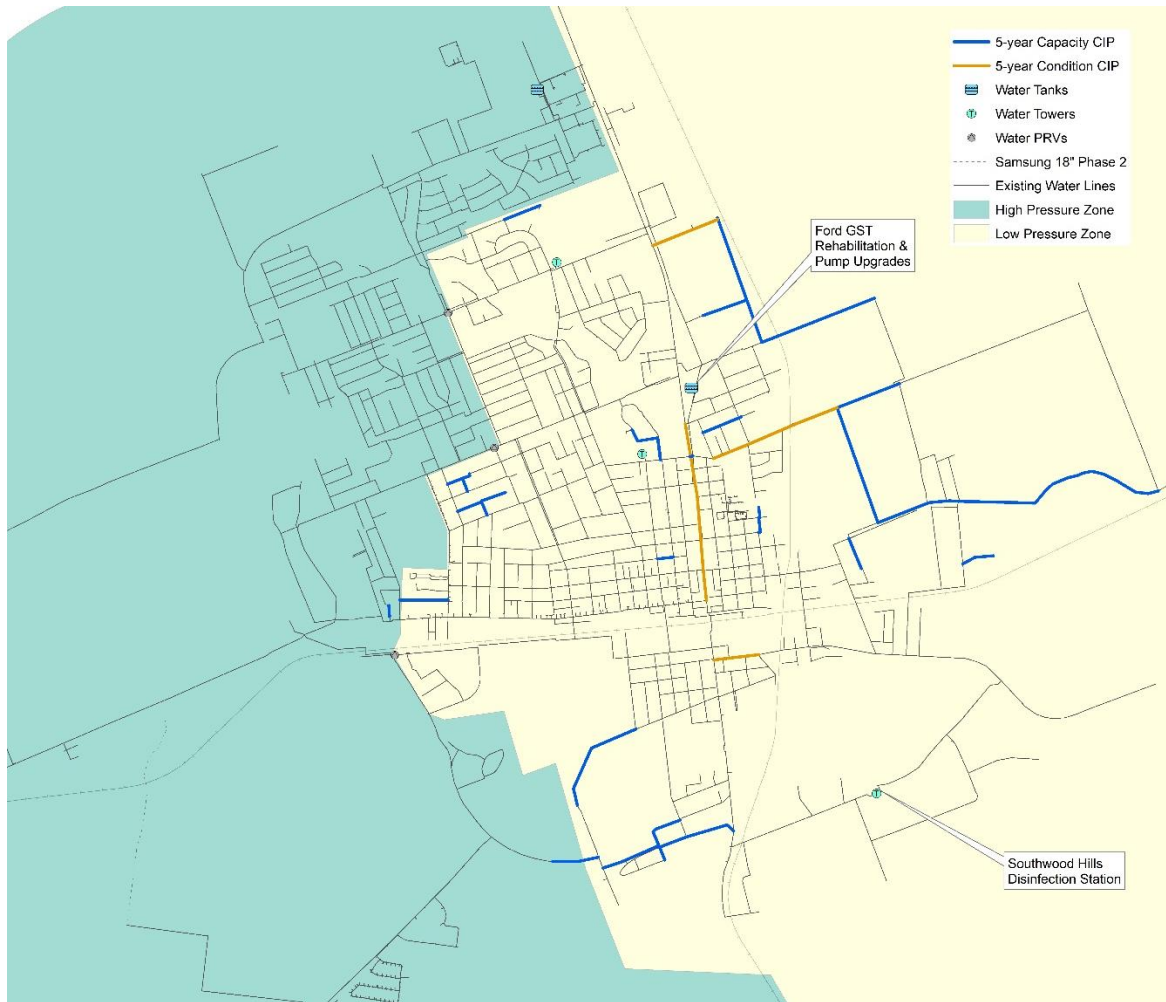 5-year Capacity CIP
5-year Condition CIP
Water Tanks
Water Towers
Water PRVs
Samsung 18" Phase 2
Existing Water Lines
High Pressure Zone
Low Pressure Zone
Ford GST
Rehabilitation &
Pump Upgrades
Southwood Hills
Disinfection Station